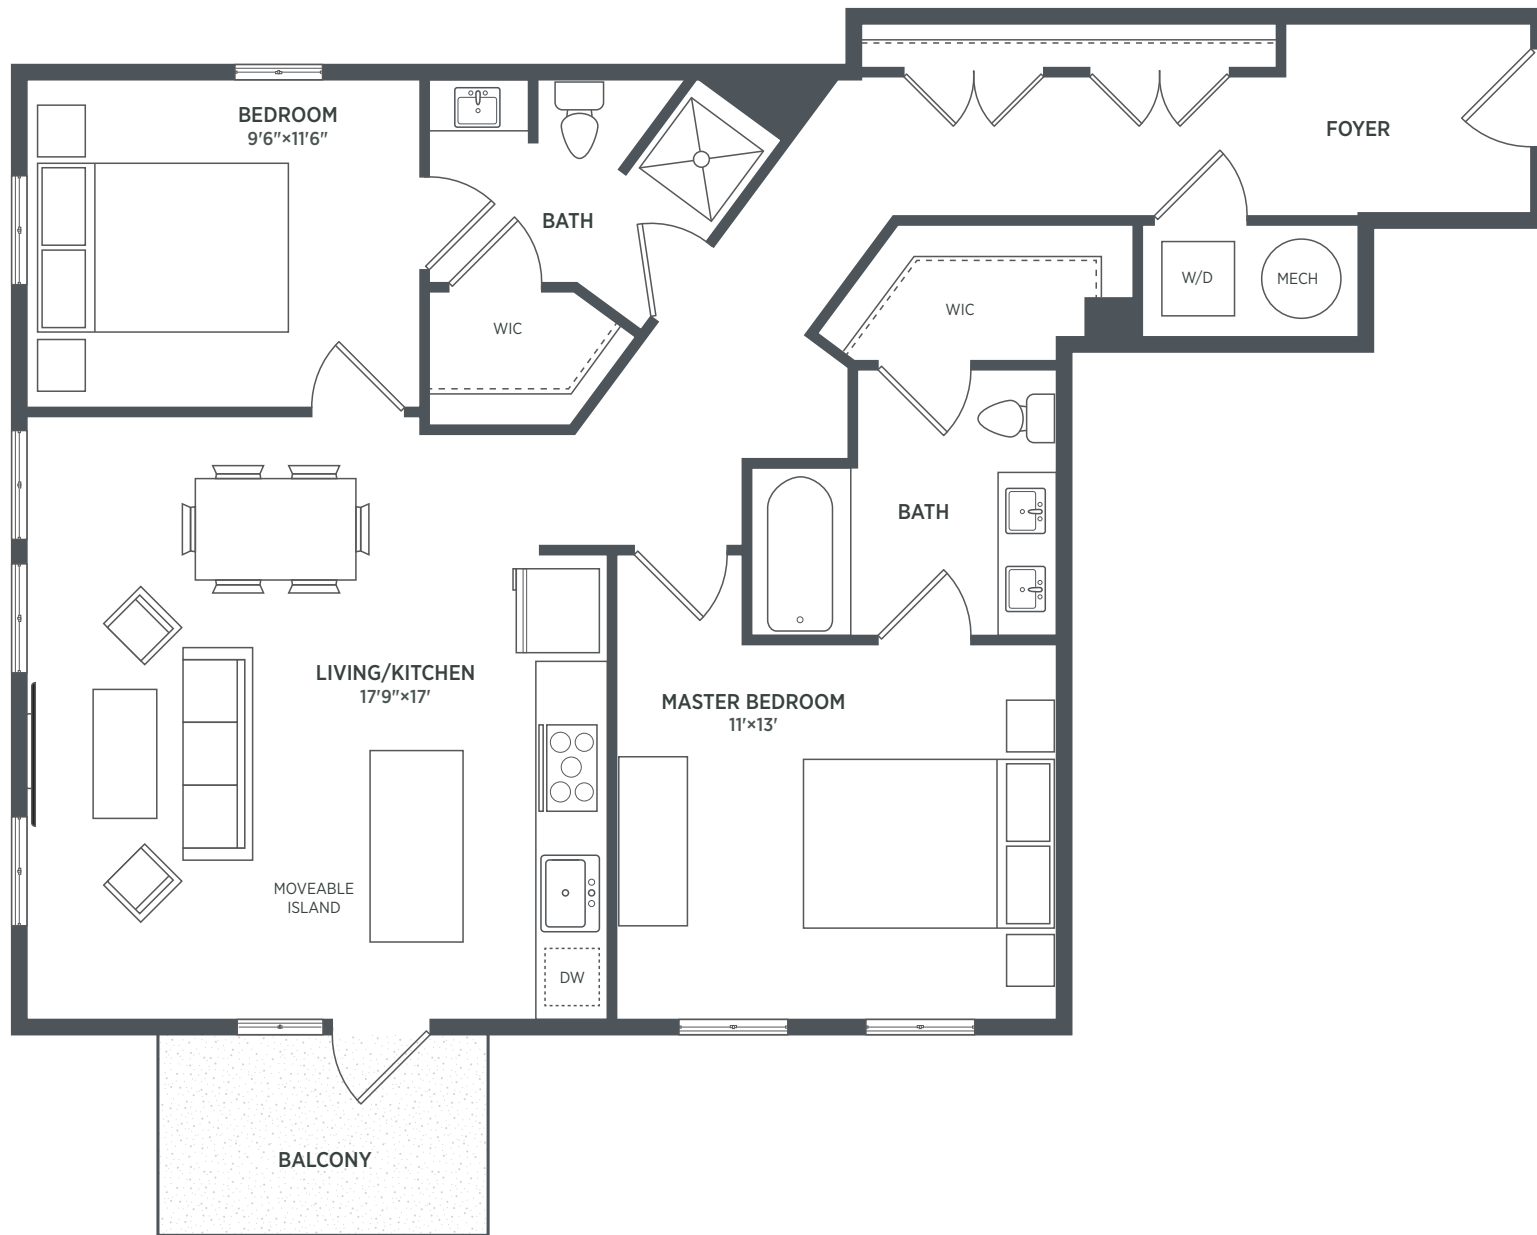 BEDROOM
9'6"×11'6"
FOYER
BATH
W/D
MECH
WIC
WIC
BATH
LIVING/KITCHEN
17'9"×17'
MASTER BEDROOM
11'×13'
MOVEABLE
ISLAND
DW
BALCONY